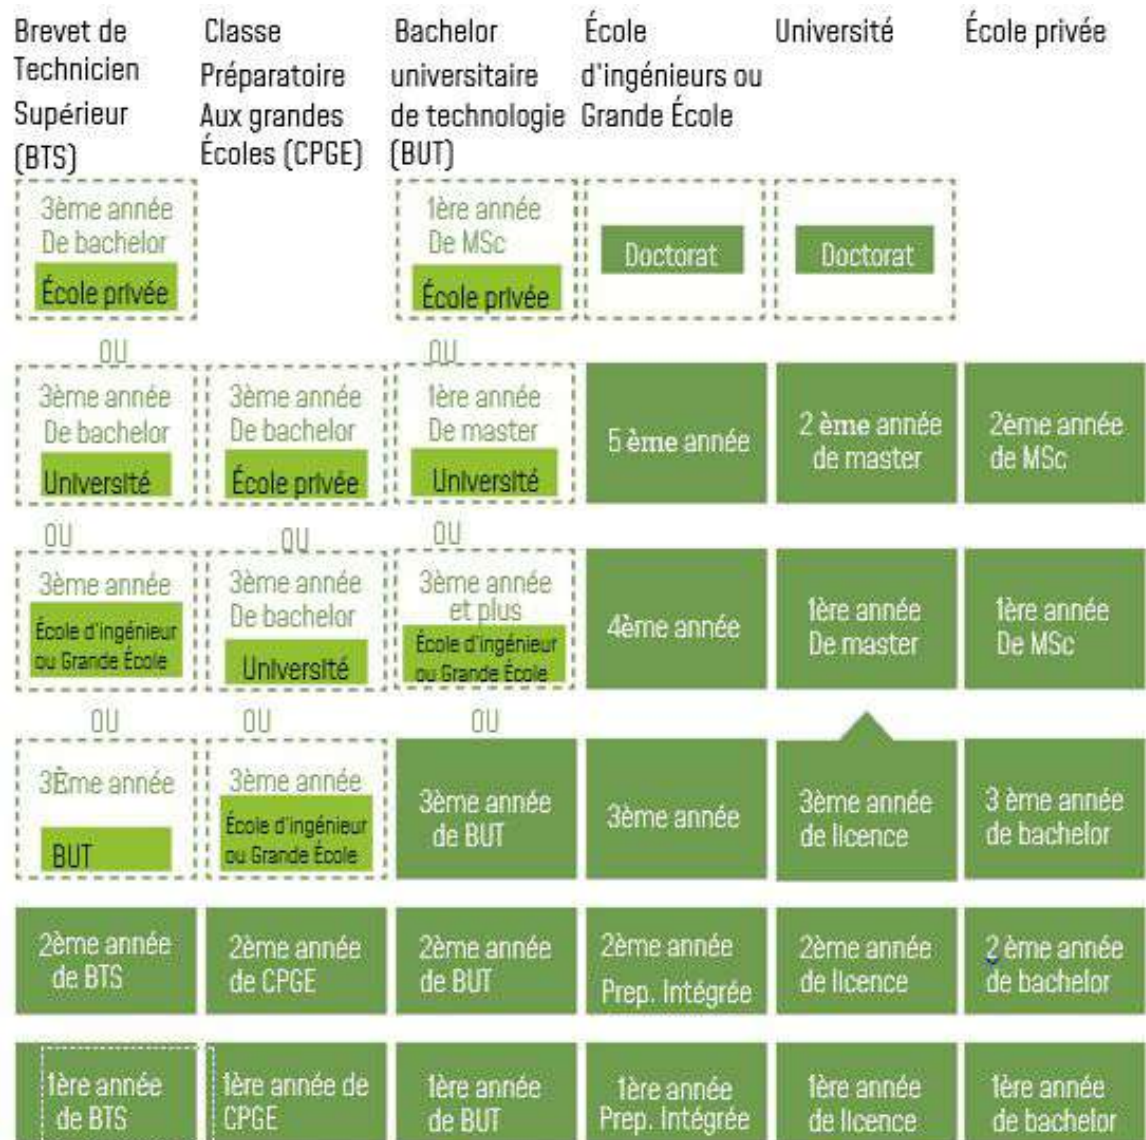 Brevet de
Technicien
Supérieur
(BTS)
Classe
Préparatoire
Aux grandes
Écoles (CPGE)
Bachelor
universitaire
de technologie
(BUT)
École
d'ingénieurs ou
Grande École
Université
École privée
3ème année
De bachelor
École privée
1ère année
De MSc
École privée
Doctorat
Doctorat
OU
OU
3ème année
De bachelor
Université
3ème année
De bachelor
École privée
1ère année
De master
Université
5 ème année
2 ème année
de master
2ème année
de MSc
OU
OU
OU
3ème année
École d'ingénieur
ou Grande École
3ème année
De bachelor
Université
3ème année
et plus
École d'ingénieur
ou Grande École
4ème année
1ère année
De master
1ère année
De MSc
OU
OU
OU
3Ème année
BUT
3ème année
École d'ingénieur
ou Grande École
3ème année
de BUT
3ème année
3ème année
de licence
3 ème année
de bachelor
2ème année
de BTS
2ème année
de CPGE
2ème année
de BUT
2ème année
Prep. Intégrée
2ème année
de licence
2 ème année
de bachelor
1ère année
de BTS
1ère année de
CPGE
1ère année
de BUT
1ère année
Prep. Intégrée
1ère année
de licence
1ère année
de bachelor